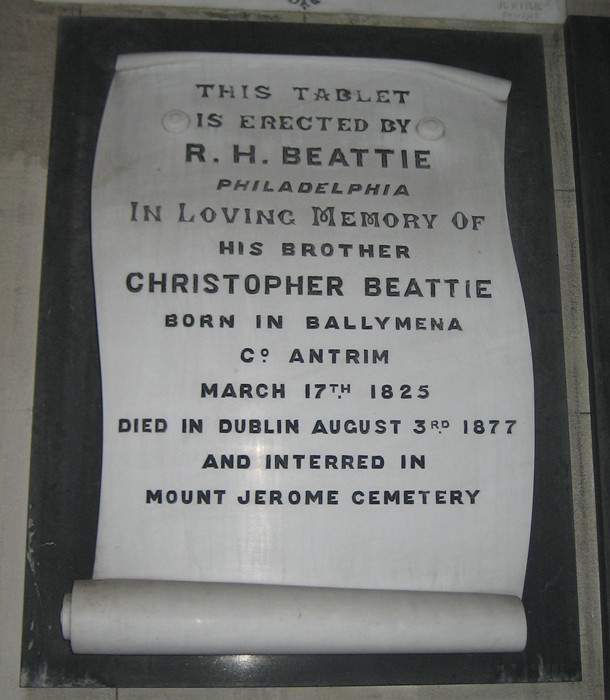 THIS TABLET
IS ERECTED BY
R. H. BEATTIE
PHILADELPHIA
IN LOVING MEMORY OF
HIS BROTHER
CHRISTOPHER BEATTIE
BORN IN BALLYMENA
Cº ANTRIM
MARCH 17TH 1825
DIED IN DUBLIN AUGUST 3RD 1877
AND INTERRED IN
MOUNT JEROME CEMETERY